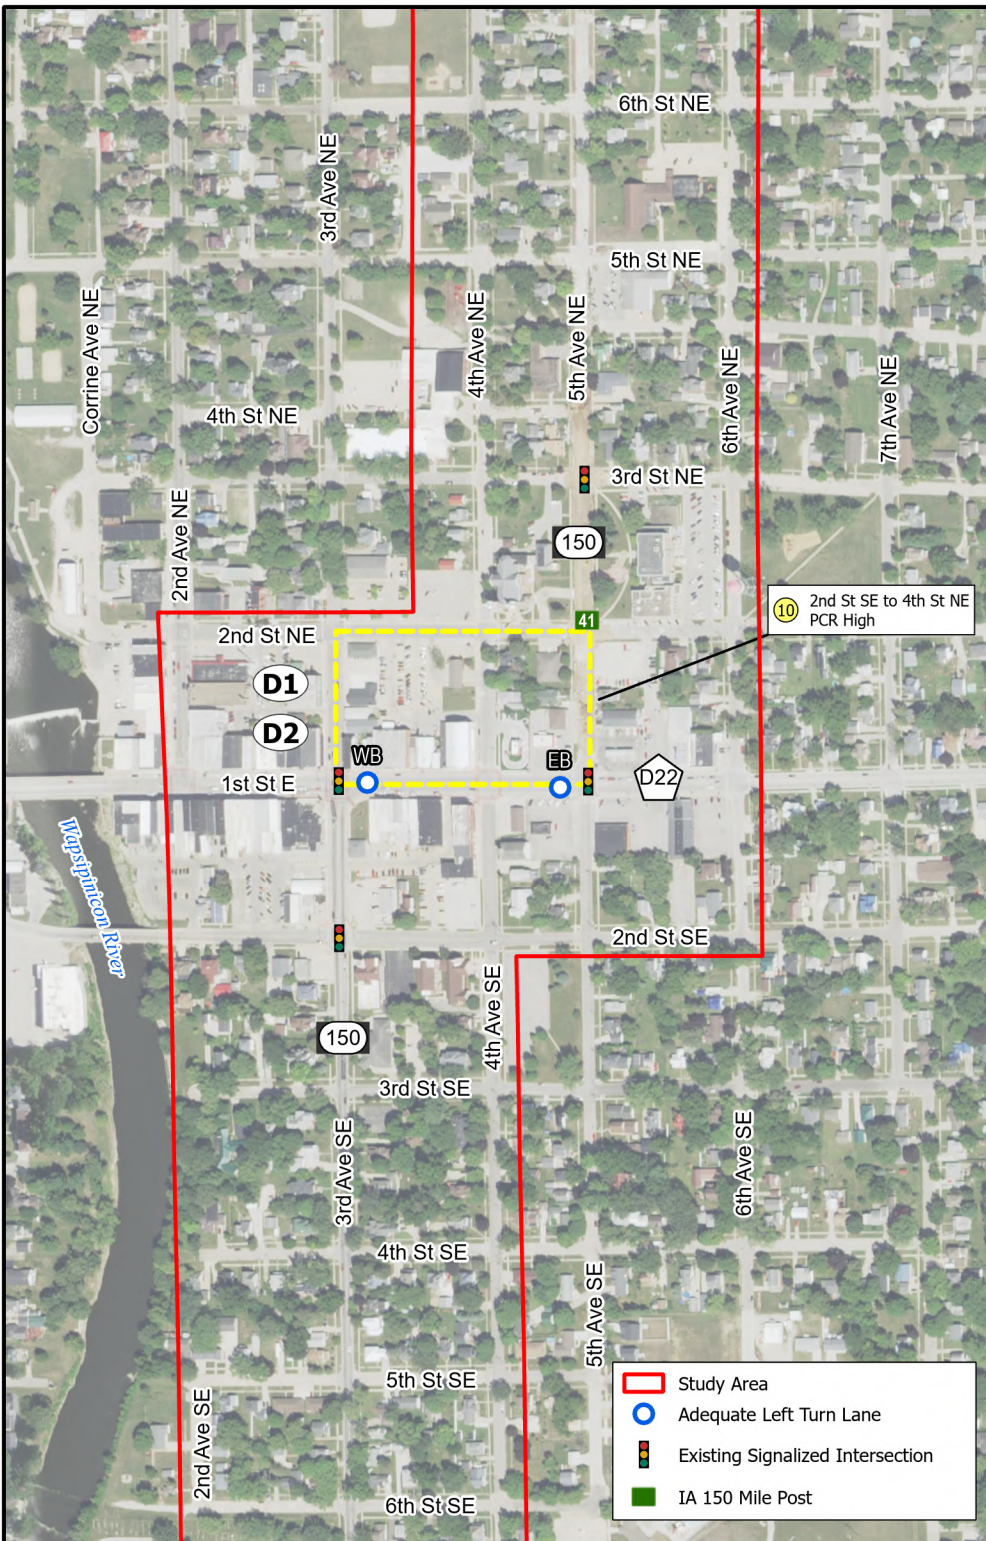 6th St NE
3rd Ave NE
5th St NE
Corrine Ave NE
4th Ave NE
5th Ave NE
6th Ave NE
7th Ave NE
4th St NE
3rd St NE
2nd Ave NE
150
10 2nd St SE to 4th St NE
PCR High
41
2nd St NE
D1
D2
WB
EB
1st St E
D22
Wapsipinicon River
2nd St SE
4th Ave SE
150
3rd St SE
3rd Ave SE
6th Ave SE
4th St SE
5th Ave SE
5th St SE
2nd Ave SE
6th St SE
Study Area
Adequate Left Turn Lane
Existing Signalized Intersection
IA 150 Mile Post